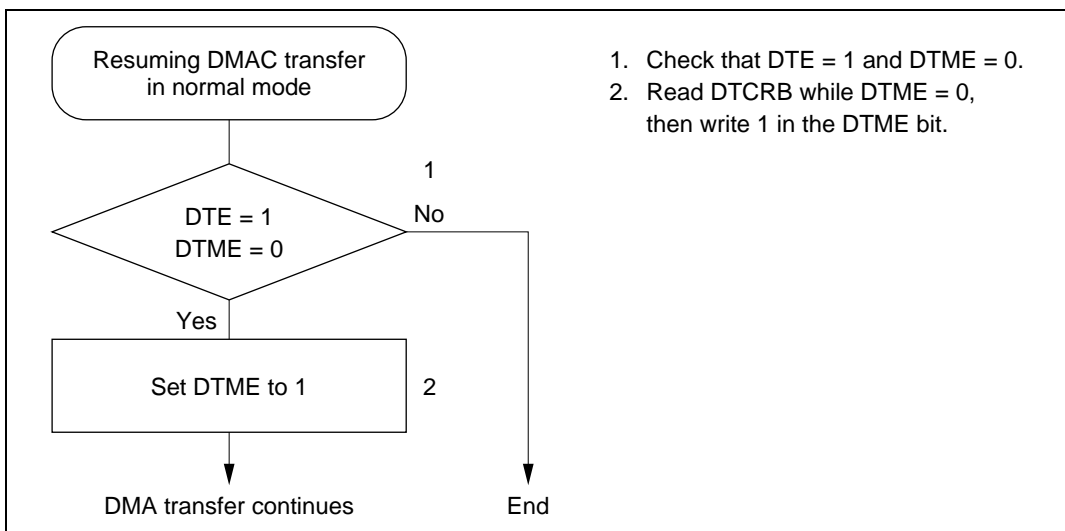 Resuming DMAC transfer
in normal mode
1. Check that DTE = 1 and DTME = 0.
2. Read DTCRB while DTME = 0,
then write 1 in the DTME bit.
1
DTE = 1
DTME = 0
No
Yes
Set DTME to 1
2
DMA transfer continues
End